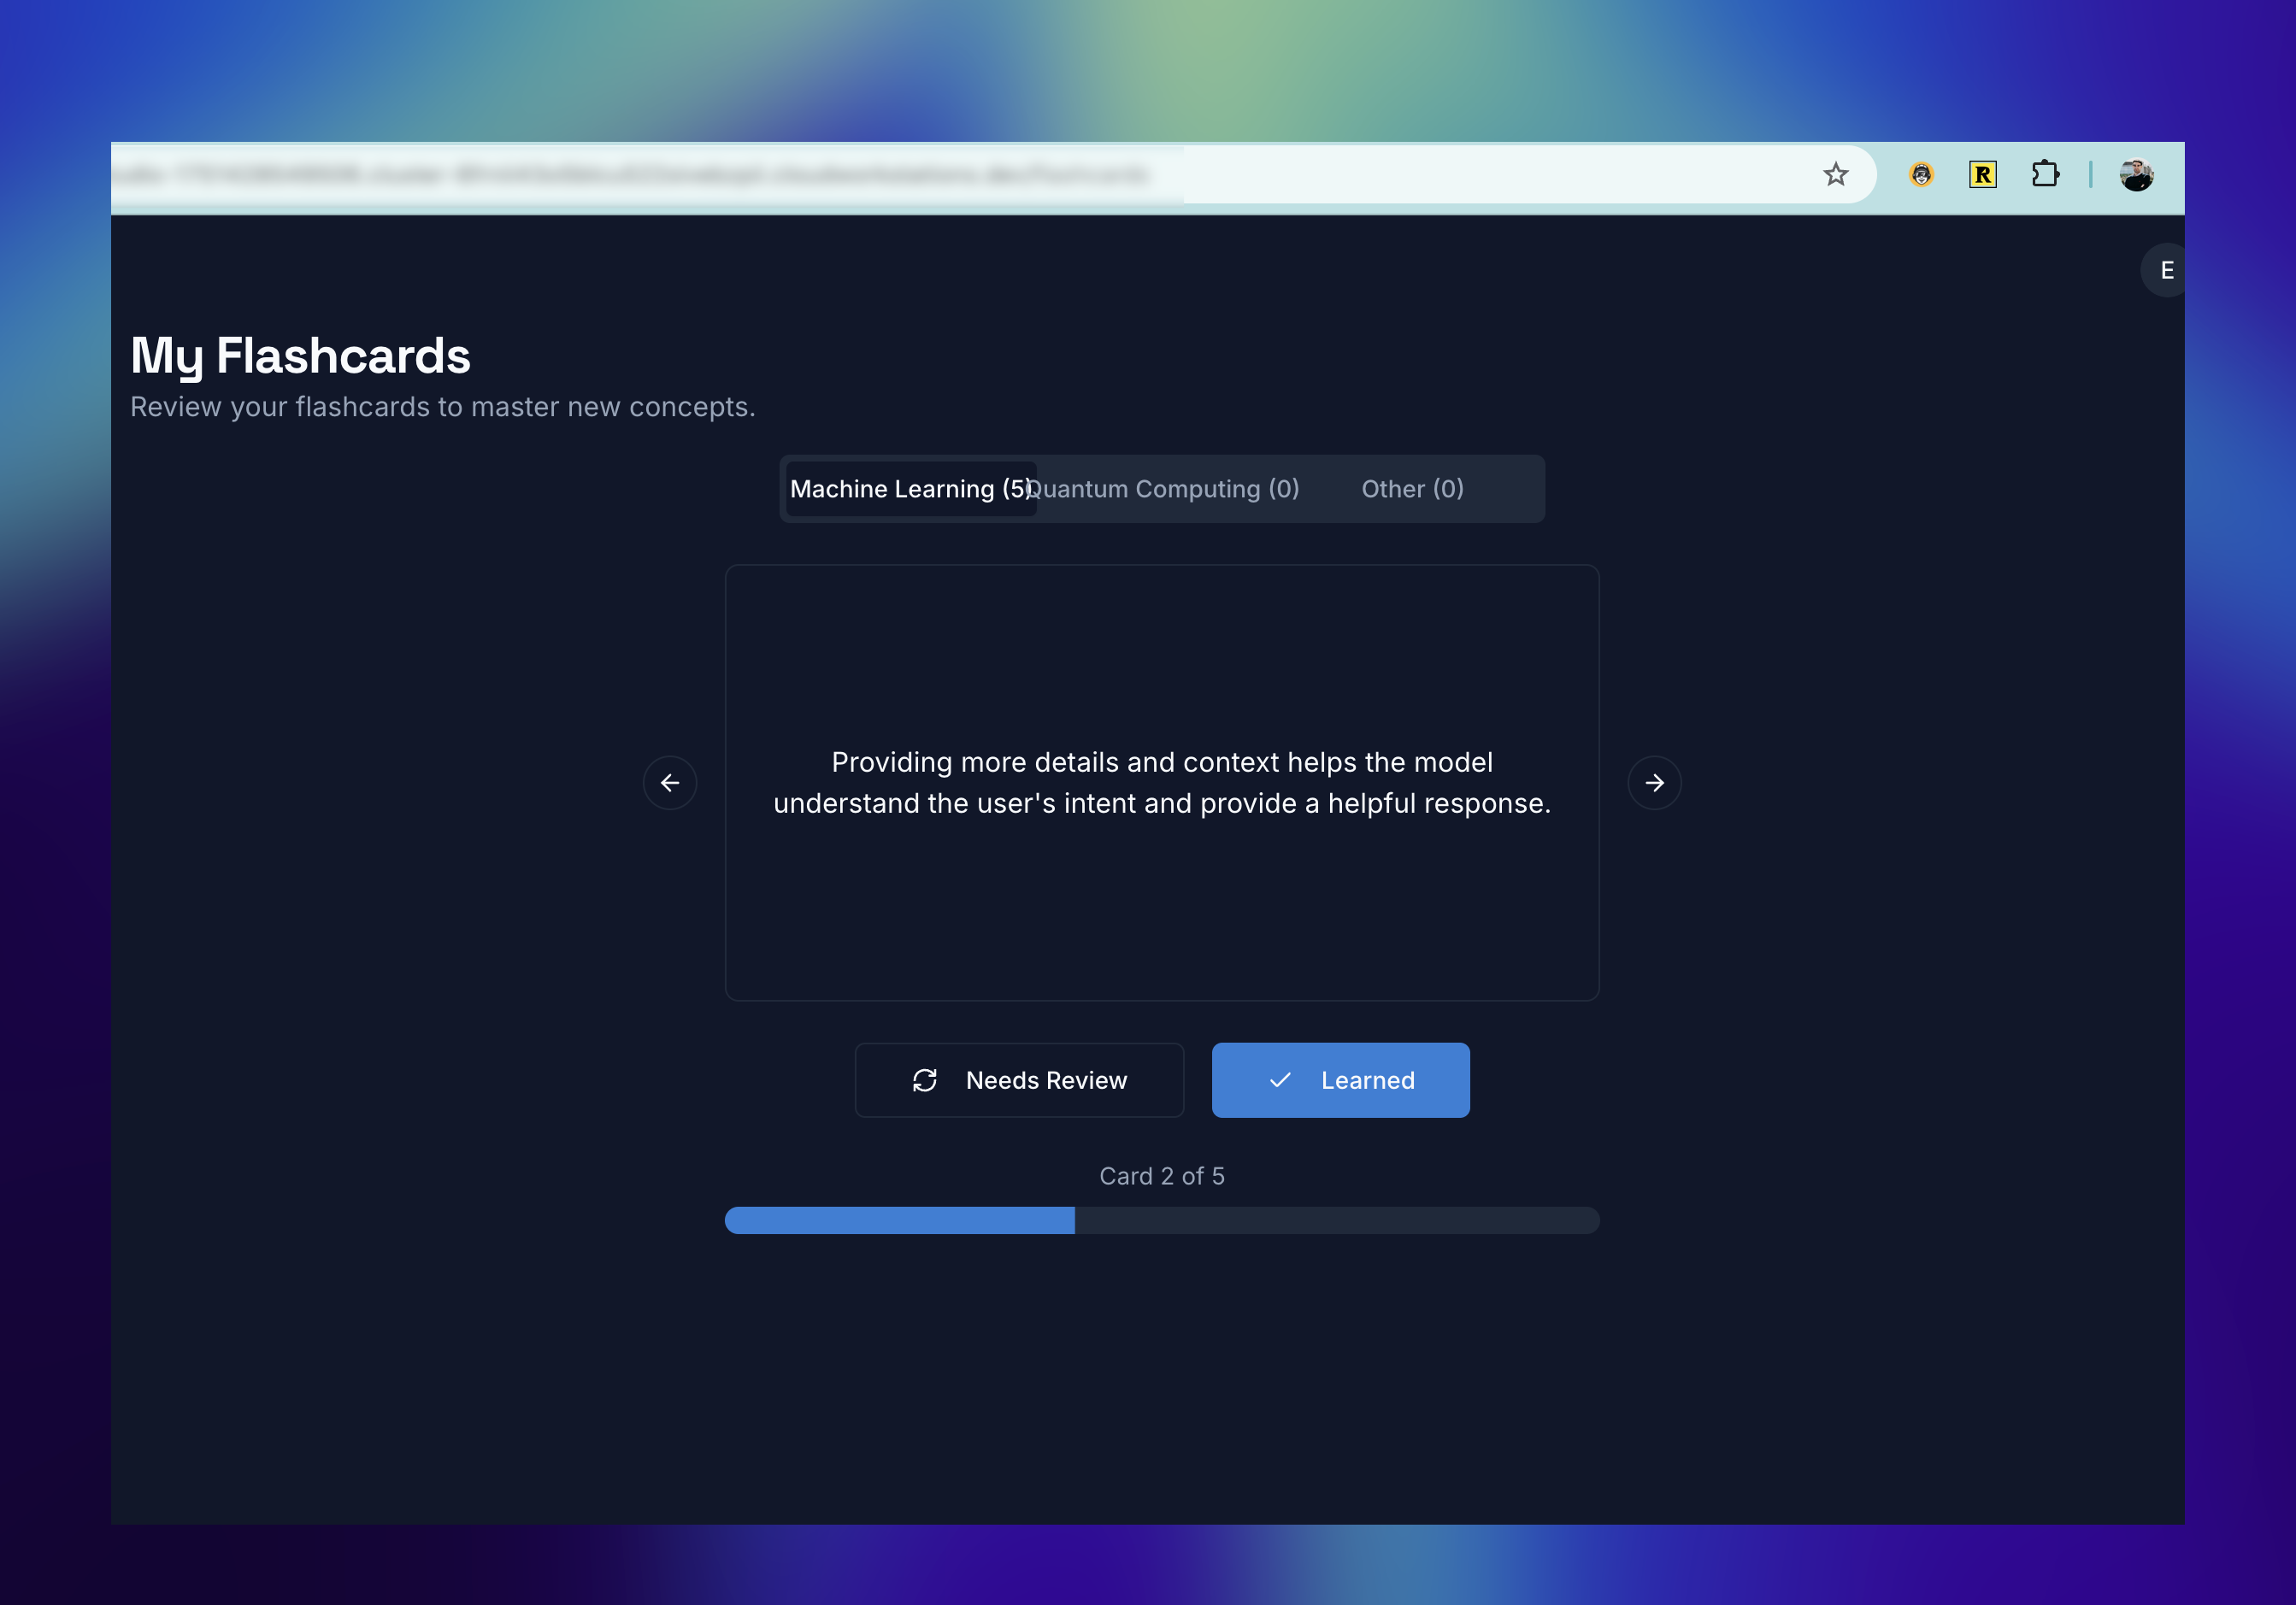 R
E
My Flashcards
Review your flashcards to master new concepts.
Machine Learning (5)
Quantum Computing (0)
Other (0)
Providing more details and context helps the model
understand the user's intent and provide a helpful response.
Needs Review
Learned
Card 2 of 5